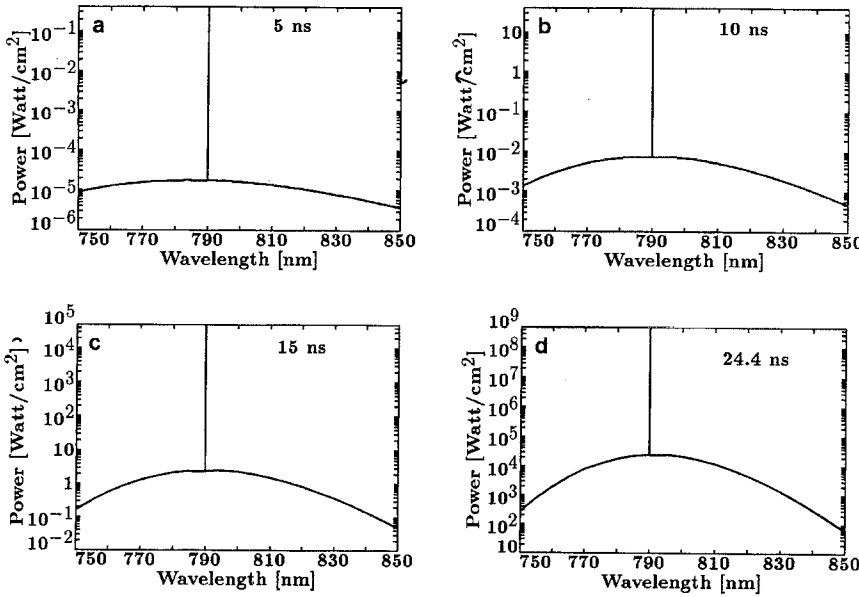 a
5 ns
10^-1
10^-2
10^-3
10^-4
10^-5
10^-6
Power [Watt/cm^2]
750 770 790 810 830 850
Wavelength [nm]
b
10 ns
10
1
10^-1
10^-2
10^-3
10^-4
Power [Watt/cm^2]
750 770 790 810 830 850
Wavelength [nm]
c
15 ns
10^5
10^4
10^3
10^2
10
1
10^-1
10^-2
Power [Watt/cm^2]
750 770 790 810 830 850
Wavelength [nm]
d
24.4 ns
10^9
10^8
10^7
10^6
10^5
10^4
10^3
10^2
10
Power [Watt/cm^2]
750 770 790 810 830 850
Wavelength [nm]